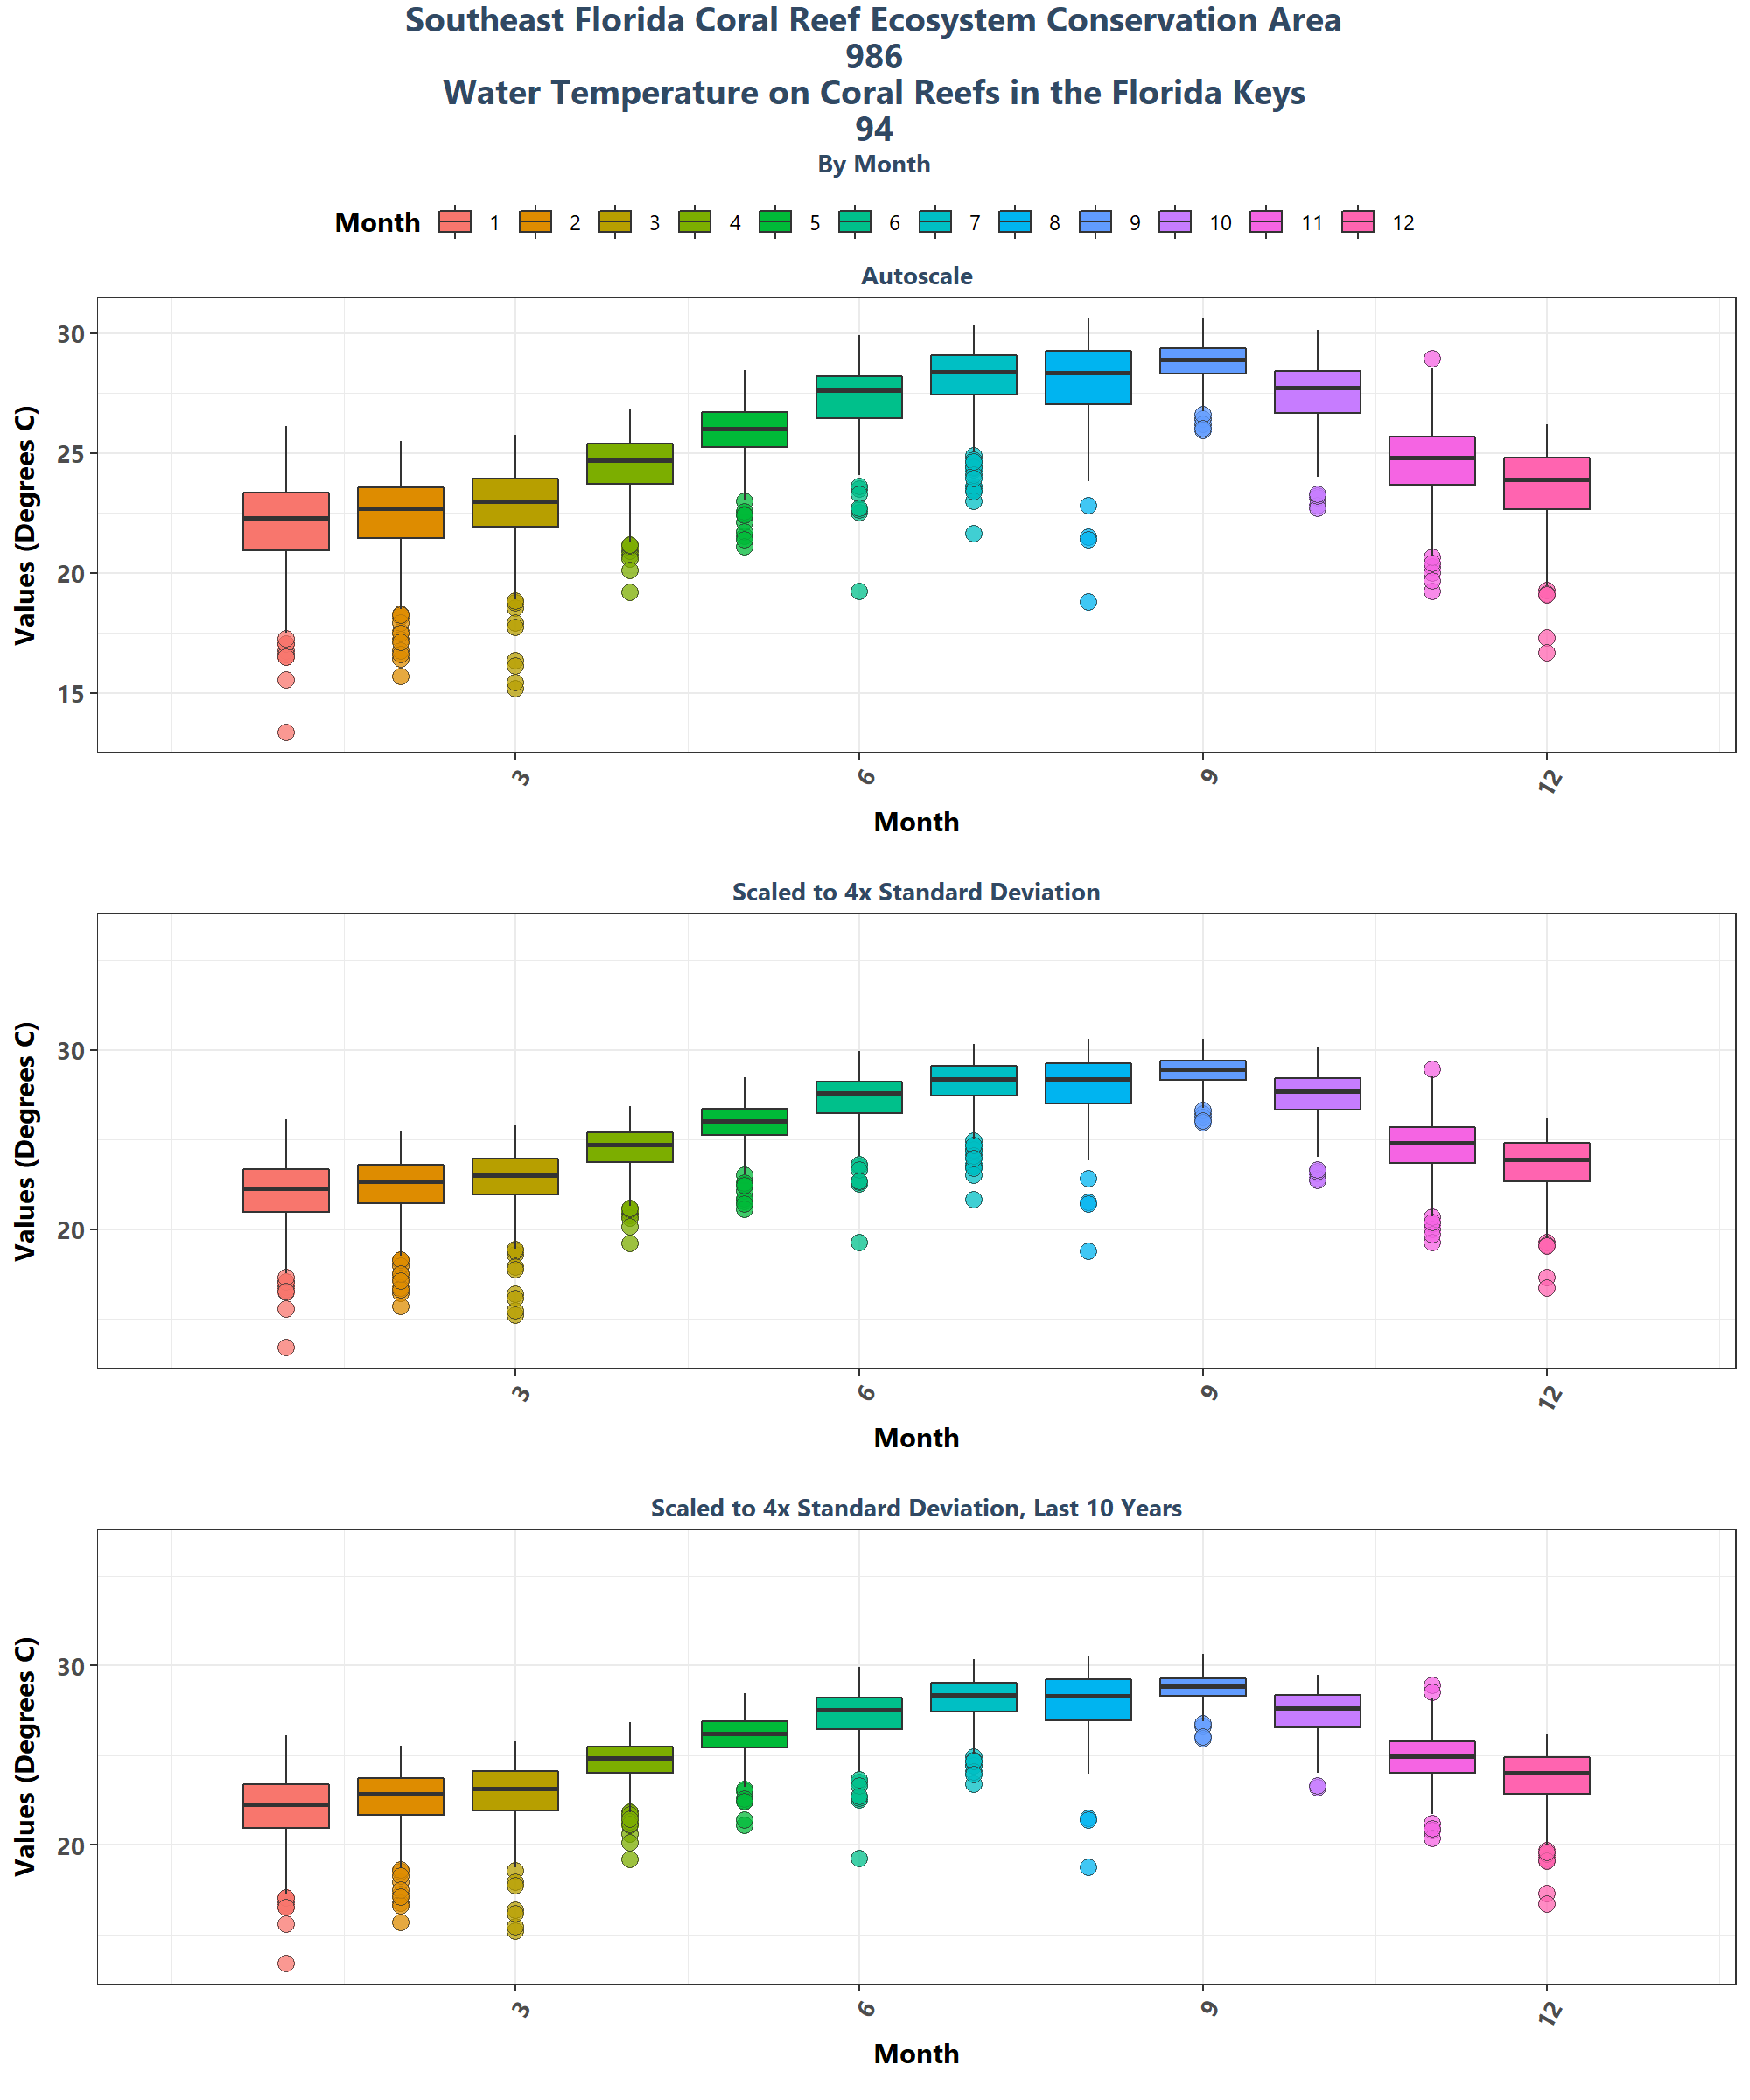 Southeast Florida Coral Reef Ecosystem Conservation Area
986
Water Temperature on Coral Reefs in the Florida Keys
94
By Month
Month 1 2 3 4 5 6 7 8 9 10 11 12
Autoscale
Values (Degrees C)
30
25
20
15
3 6 9 12
Month
Scaled to 4x Standard Deviation
Values (Degrees C)
30
20
3 6 9 12
Month
Scaled to 4x Standard Deviation, Last 10 Years
Values (Degrees C)
30
20
3 6 9 12
Month